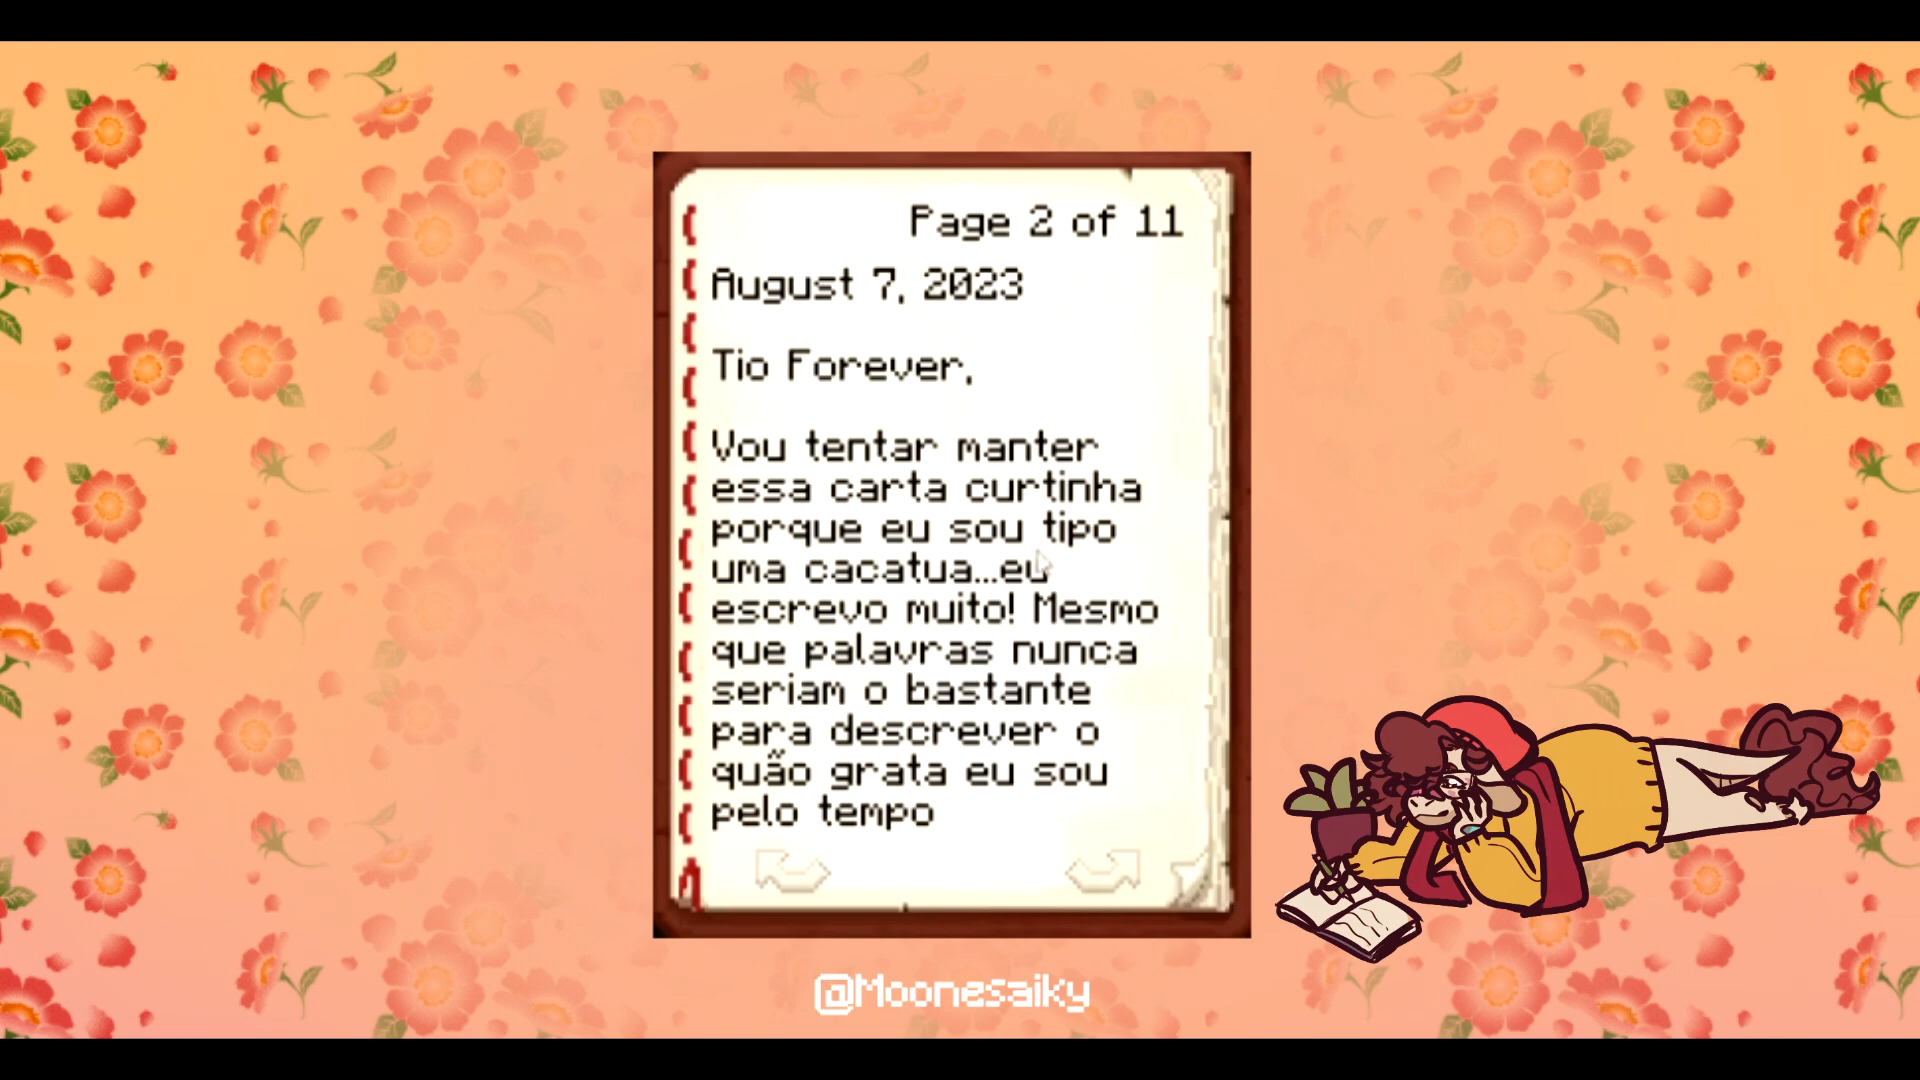 Page 2 of 11
August 7, 2023
Tio Forever,
Vou tentar manter
essa carta curtinha
porque eu sou tipo
uma cacatua...eu
escrevo muito! Mesmo
que palavras nunca
seriam o bastante
para descrever o
quão grata eu sou
pelo tempo
@Moonesaiky